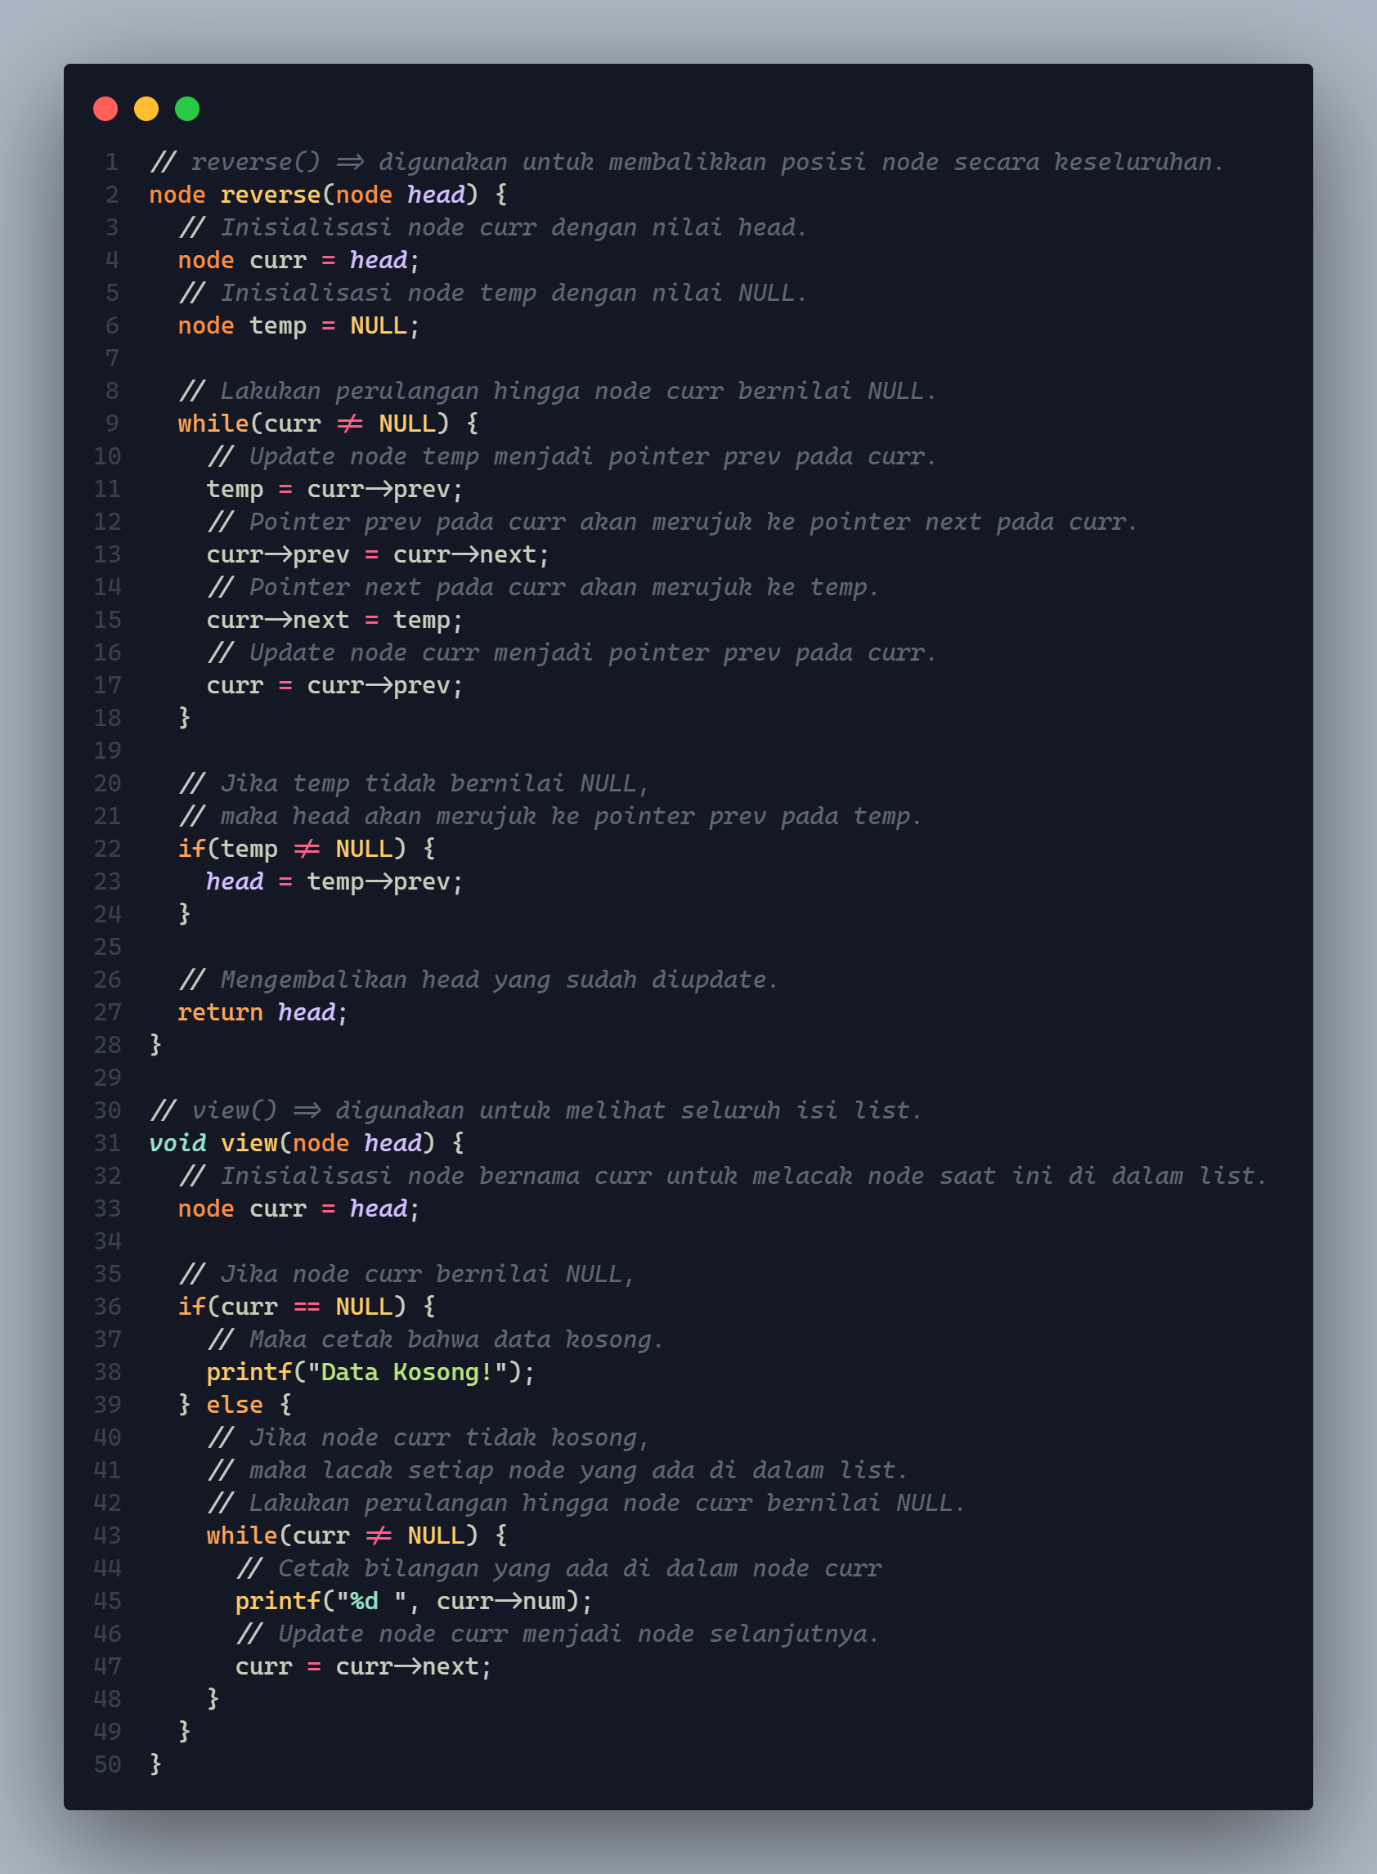 1 // reverse() => digunakan untuk membalikkan posisi node secara keseluruhan.
2 node reverse(node head) {
3   // Inisialisasi node curr dengan nilai head.
4   node curr = head;
5   // Inisialisasi node temp dengan nilai NULL.
6   node temp = NULL;
7
8   // Lakukan perulangan hingga node curr bernilai NULL.
9   while(curr != NULL) {
10     // Update node temp menjadi pointer prev pada curr.
11     temp = curr->prev;
12     // Pointer prev pada curr akan merujuk ke pointer next pada curr.
13     curr->prev = curr->next;
14     // Pointer next pada curr akan merujuk ke temp.
15     curr->next = temp;
16     // Update node curr menjadi pointer prev pada curr.
17     curr = curr->prev;
18   }
19
20   // Jika temp tidak bernilai NULL,
21   // maka head akan merujuk ke pointer prev pada temp.
22   if(temp != NULL) {
23     head = temp->prev;
24   }
25
26   // Mengembalikan head yang sudah diupdate.
27   return head;
28 }
29
30 // view() => digunakan untuk melihat seluruh isi list.
31 void view(node head) {
32   // Inisialisasi node bernama curr untuk melacak node saat ini di dalam list.
33   node curr = head;
34
35   // Jika node curr bernilai NULL,
36   if(curr == NULL) {
37     // Maka cetak bahwa data kosong.
38     printf("Data Kosong!");
39   } else {
40     // Jika node curr tidak kosong,
41     // maka lacak setiap node yang ada di dalam list.
42     // Lakukan perulangan hingga node curr bernilai NULL.
43     while(curr != NULL) {
44       // Cetak bilangan yang ada di dalam node curr
45       printf("%d ", curr->num);
46       // Update node curr menjadi node selanjutnya.
47       curr = curr->next;
48     }
49   }
50 }